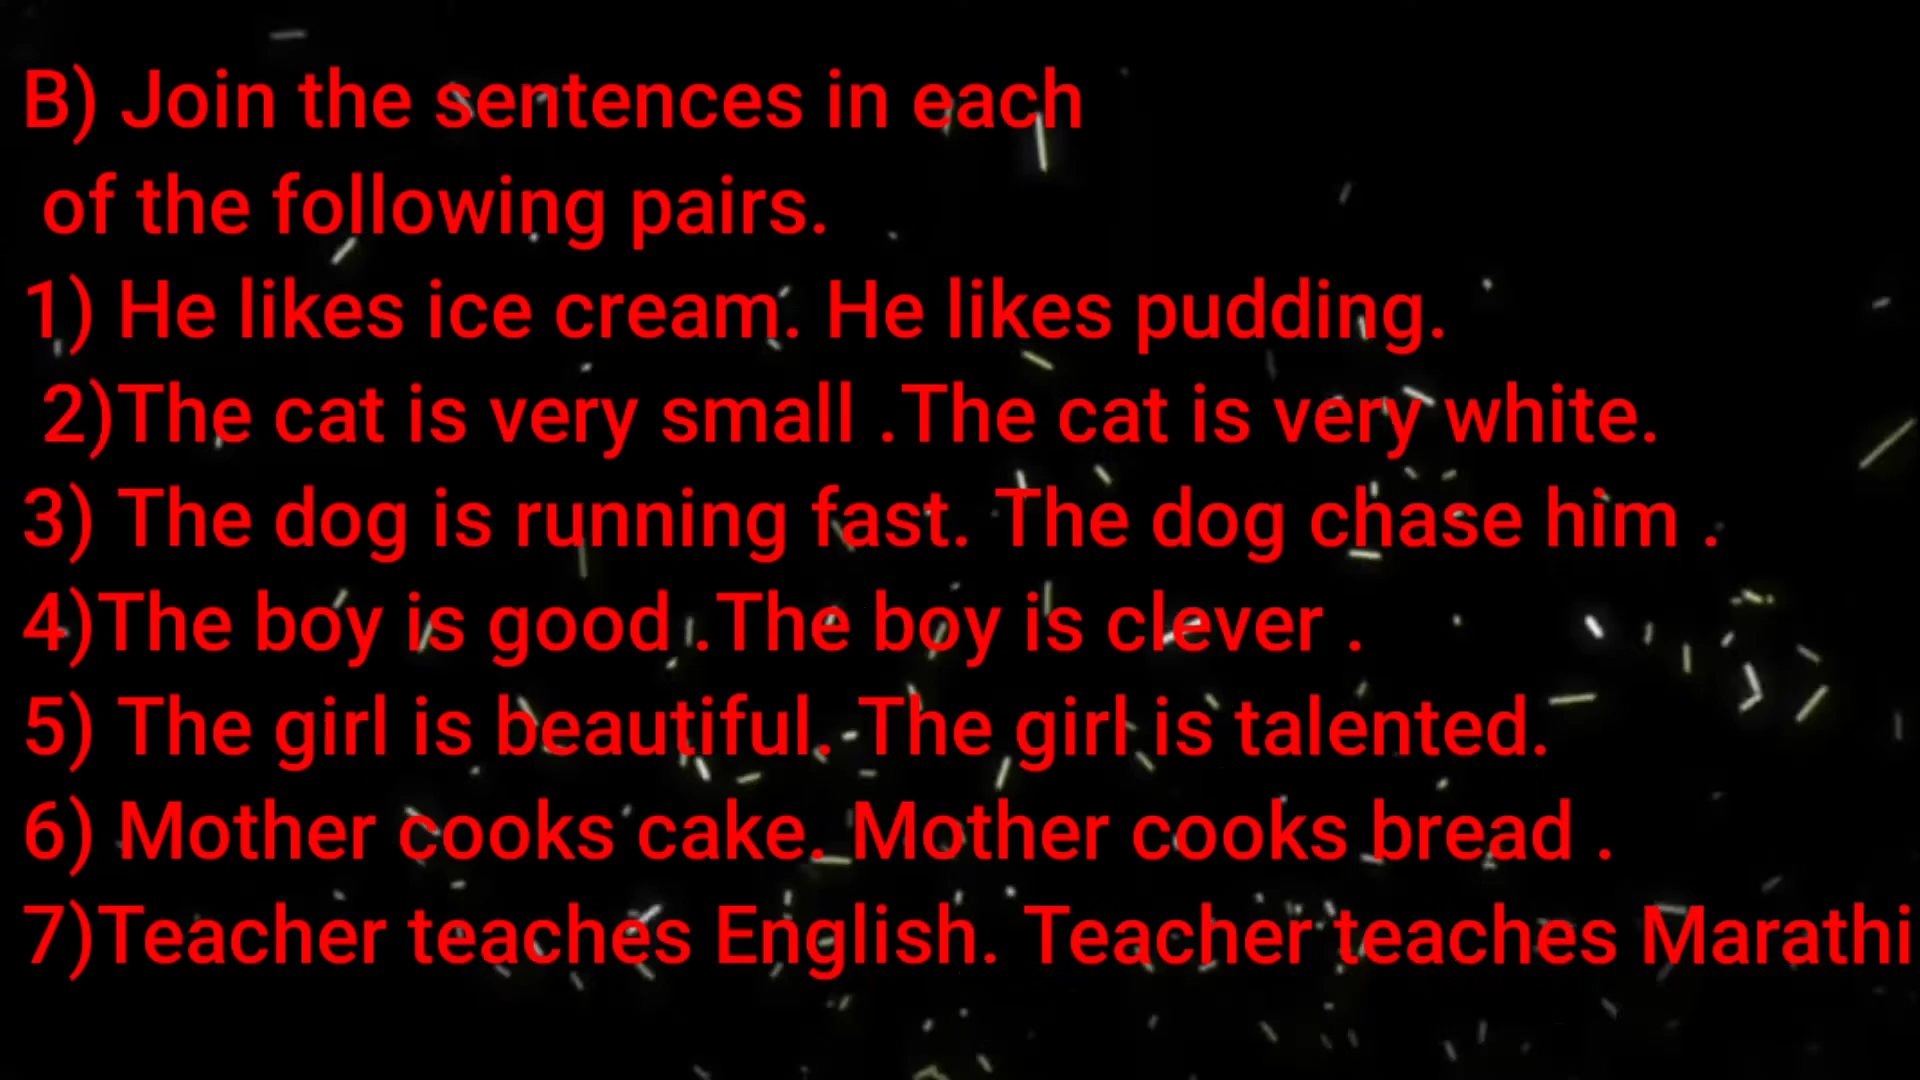 B) Join the sentences in each
of the following pairs.
1) He likes ice cream. He likes pudding.
2)The cat is very small .The cat is very white.
3) The dog is running fast. The dog chase him .
4)The boy is good .The boy is clever .
5) The girl is beautiful. The girl is talented.
6) Mother cooks cake. Mother cooks bread .
7)Teacher teaches English. Teacher teaches Marathi